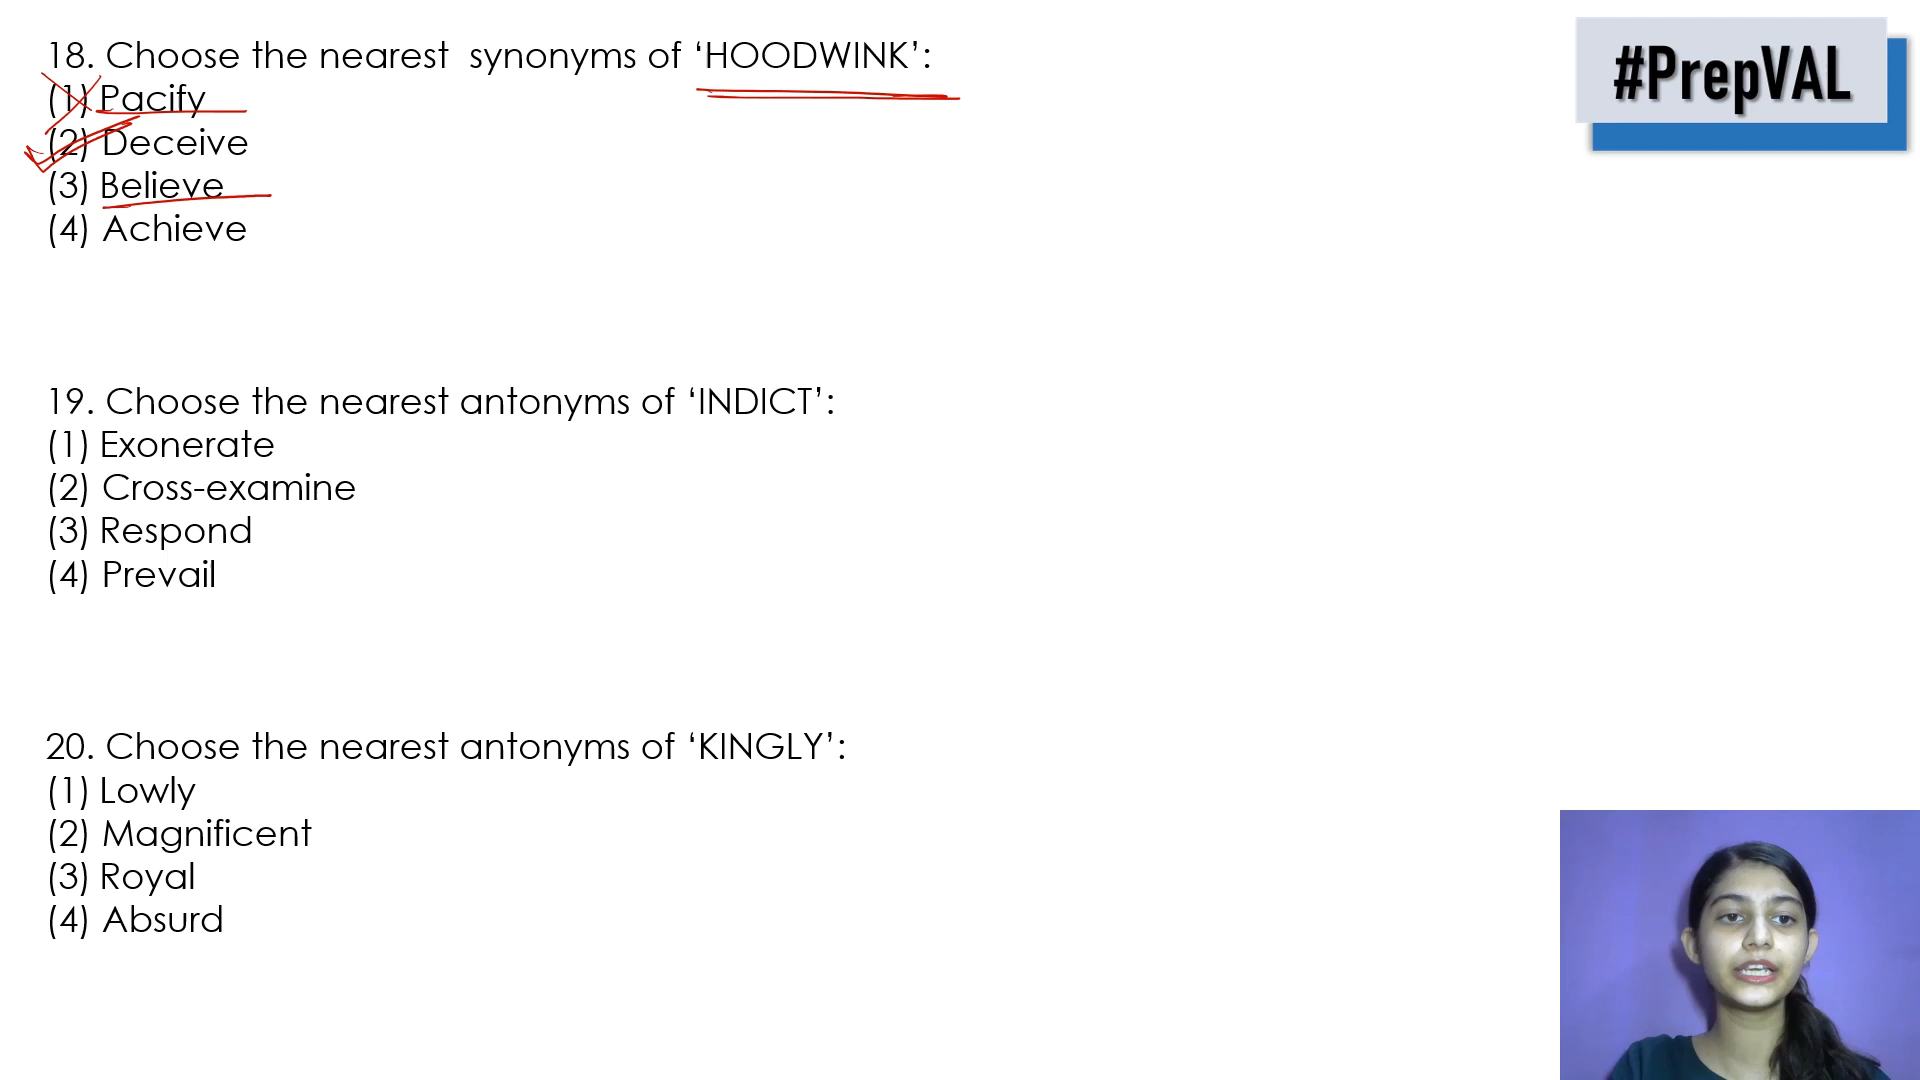 18. Choose the nearest synonyms of ‘HOODWINK’:
(1) Pacify
(2) Deceive
(3) Believe
(4) Achieve
19. Choose the nearest antonyms of ‘INDICT’:
(1) Exonerate
(2) Cross-examine
(3) Respond
(4) Prevail
20. Choose the nearest antonyms of ‘KINGLY’:
(1) Lowly
(2) Magnificent
(3) Royal
(4) Absurd
#PrepVAL